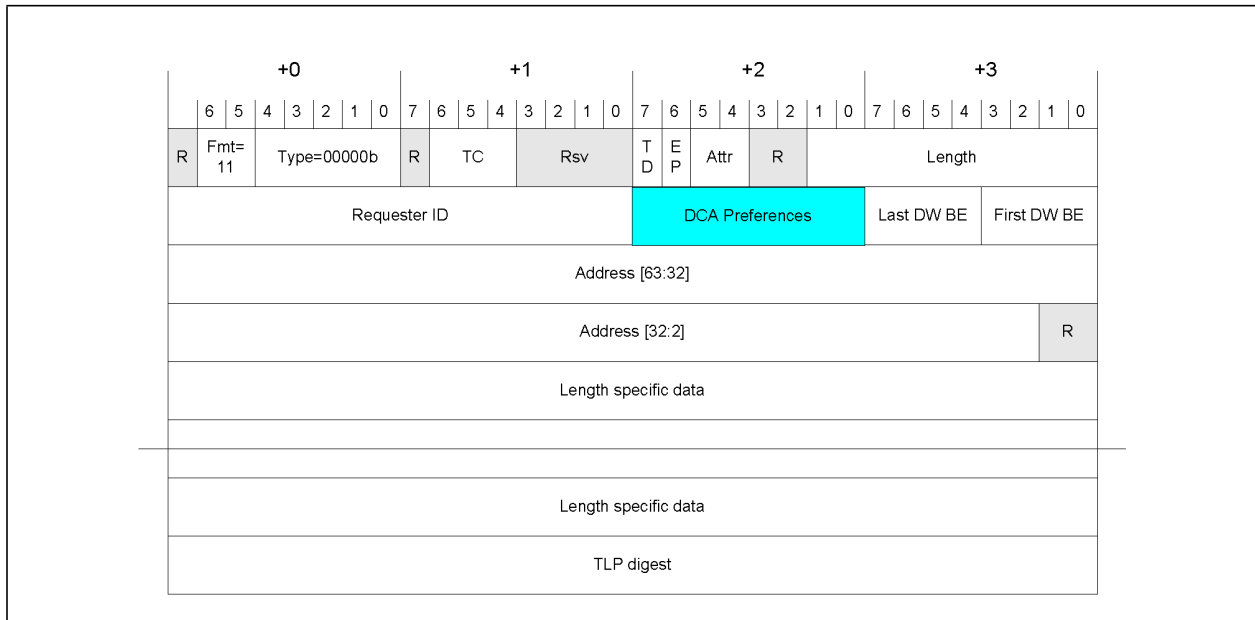 +0 +1 +2 +3
6 5 4 3 2 1 0 7 6 5 4 3 2 1 0 7 6 5 4 3 2 1 0 7 6 5 4 3 2 1 0
R Fmt= 11 Type=00000b R TC Rsv T D E P Attr R Length
Requester ID DCA Preferences Last DW BE First DW BE
Address [63:32]
Address [32:2] R
Length specific data
Length specific data
TLP digest